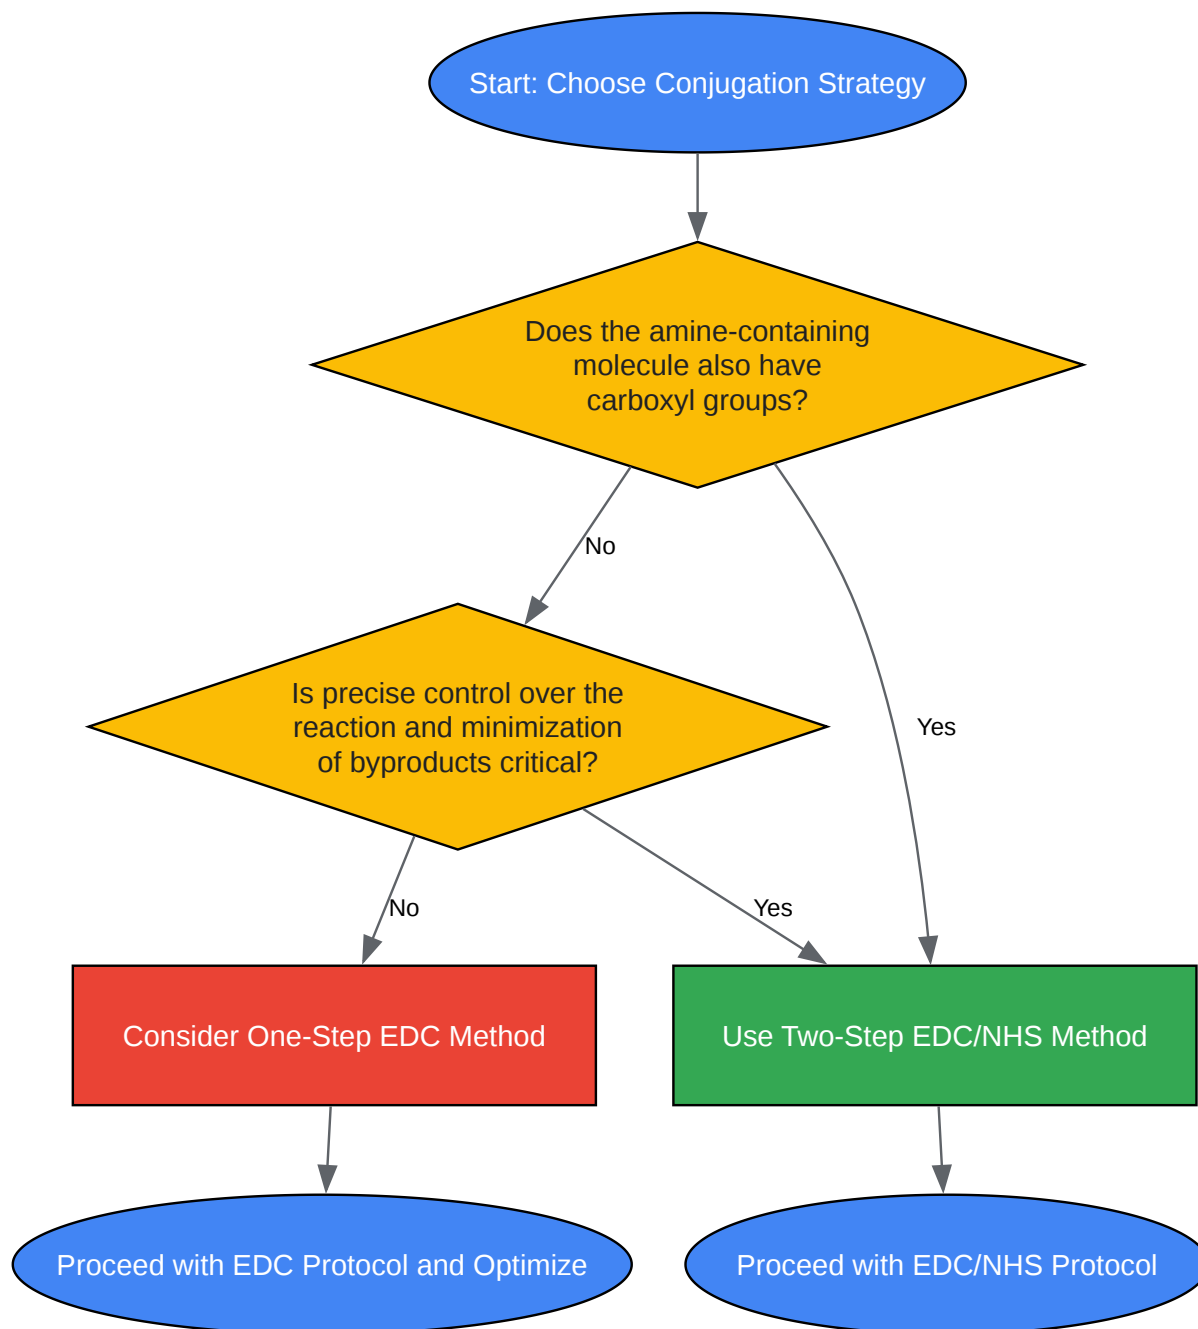 Start: Choose Conjugation Strategy
Does the amine-containing
molecule also have
carboxyl groups?
No
Is precise control over the
reaction and minimization
of byproducts critical?
Yes
No
Yes
Consider One-Step EDC Method
Use Two-Step EDC/NHS Method
Proceed with EDC Protocol and Optimize
Proceed with EDC/NHS Protocol